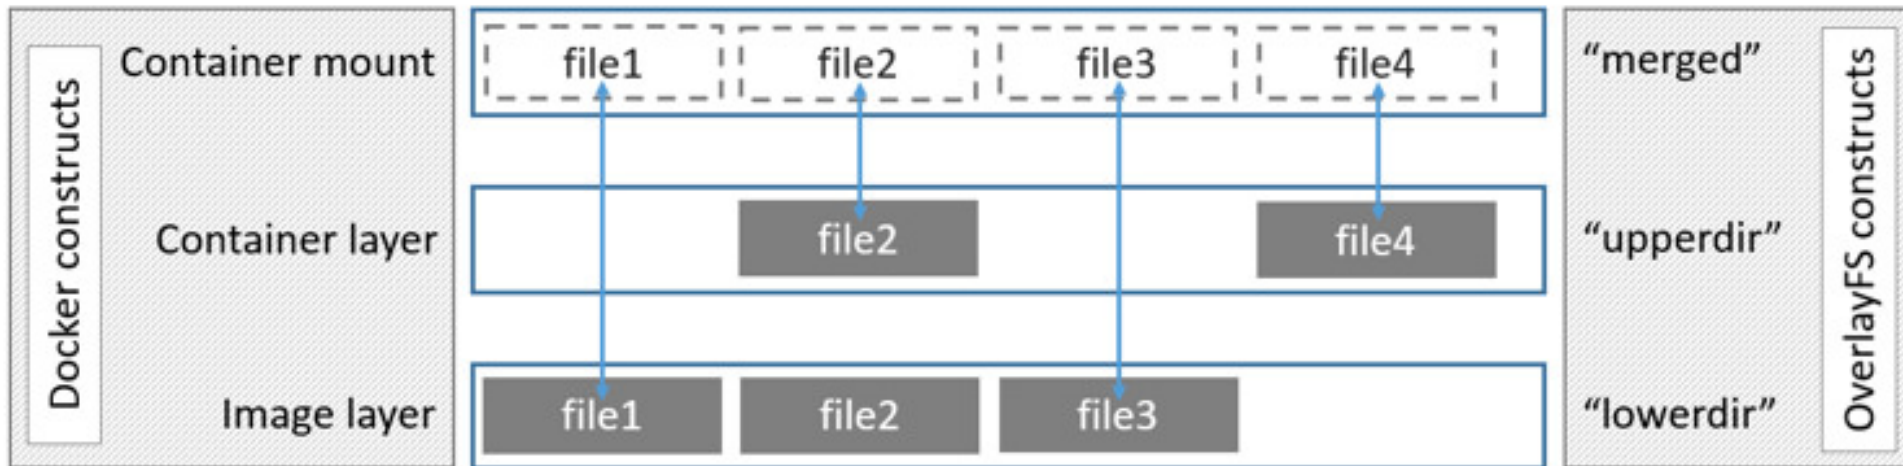 Docker constructs
Container mount
file1
file2
file3
file4
“merged”
Container layer
file2
file4
“upperdir”
Image layer
file1
file2
file3
“lowerdir”
OverlayFS constructs